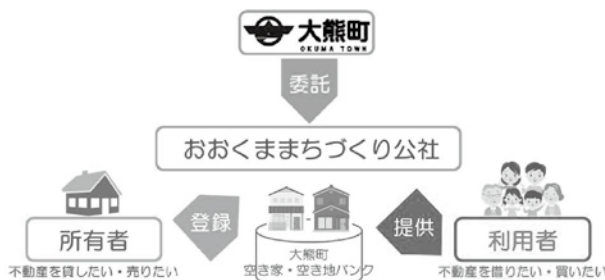 大熊町
OKUMA TOWN
委託
おおくままちづくり公社
所有者
登録
提供
利用者
不動産を貸したい・売りたい
大熊町
空き家・空き地バンク
不動産を借りたい・買いたい